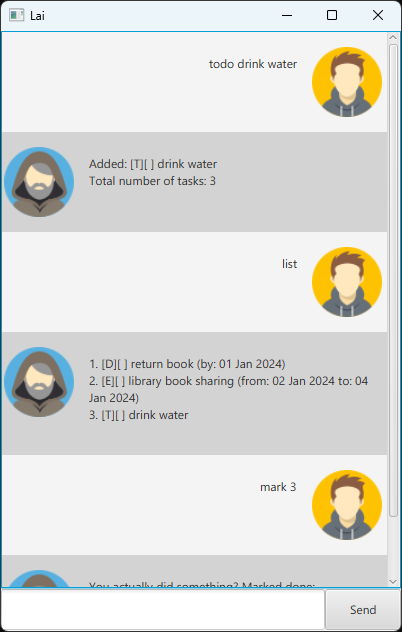 Lai
todo drink water
Added: [T][ ] drink water
Total number of tasks: 3
list
1. [D][ ] return book (by: 01 Jan 2024)
2. [E][ ] library book sharing (from: 02 Jan 2024 to: 04
Jan 2024)
3. [T][ ] drink water
mark 3
You actually did something? Marked done:
Send